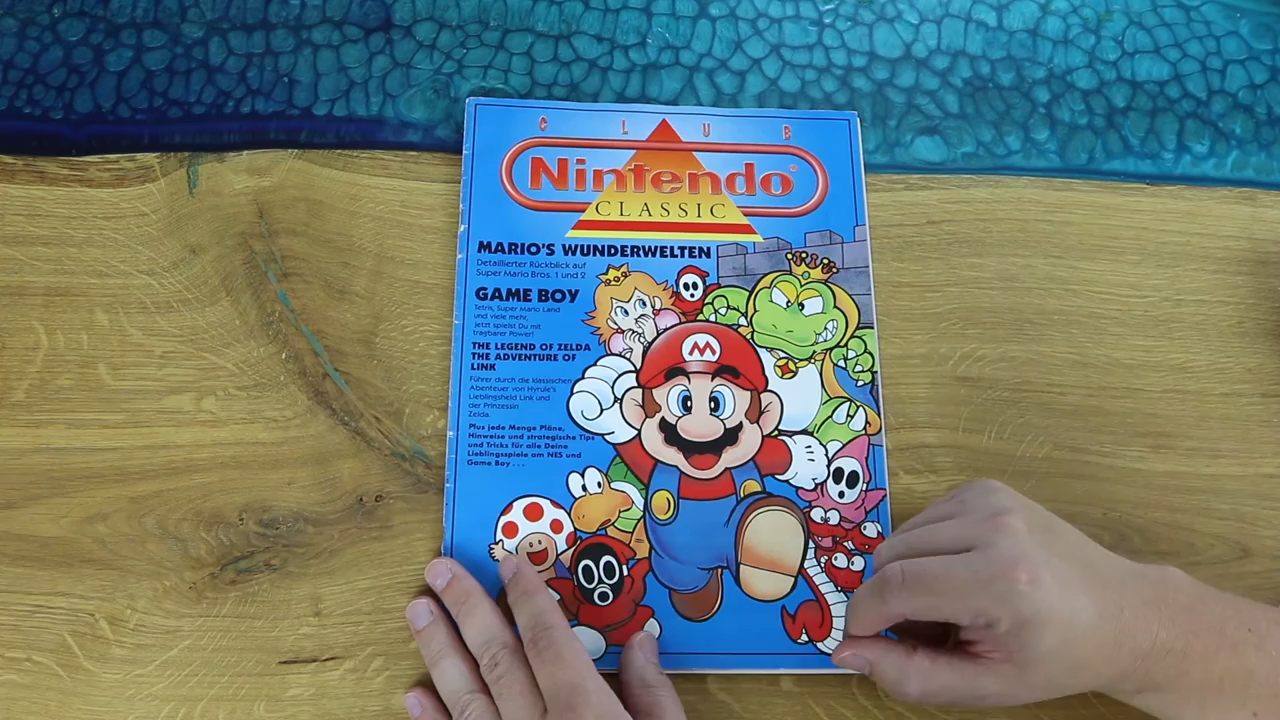 CLUB
Nintendo®
CLASSIC
MARIO'S WUNDERWELTEN
Detaillierter Rückblick auf
Super Mario Bros. 1 und 2
GAME BOY
Tetris, Super Mario Land
und viele mehr,
jetzt spielst Du mit
tragbarer Power!
THE LEGEND OF ZELDA
THE ADVENTURE OF
LINK
Führer durch die klassischen
Abenteuer von Hyrule's
Lieblingsheld Link und
der Prinzessin
Zelda.
Plus jede Menge Pläne,
Hinweise und strategische Tips
und Tricks für alle Deine
Lieblingsspiele am NES und
Game Boy...
M